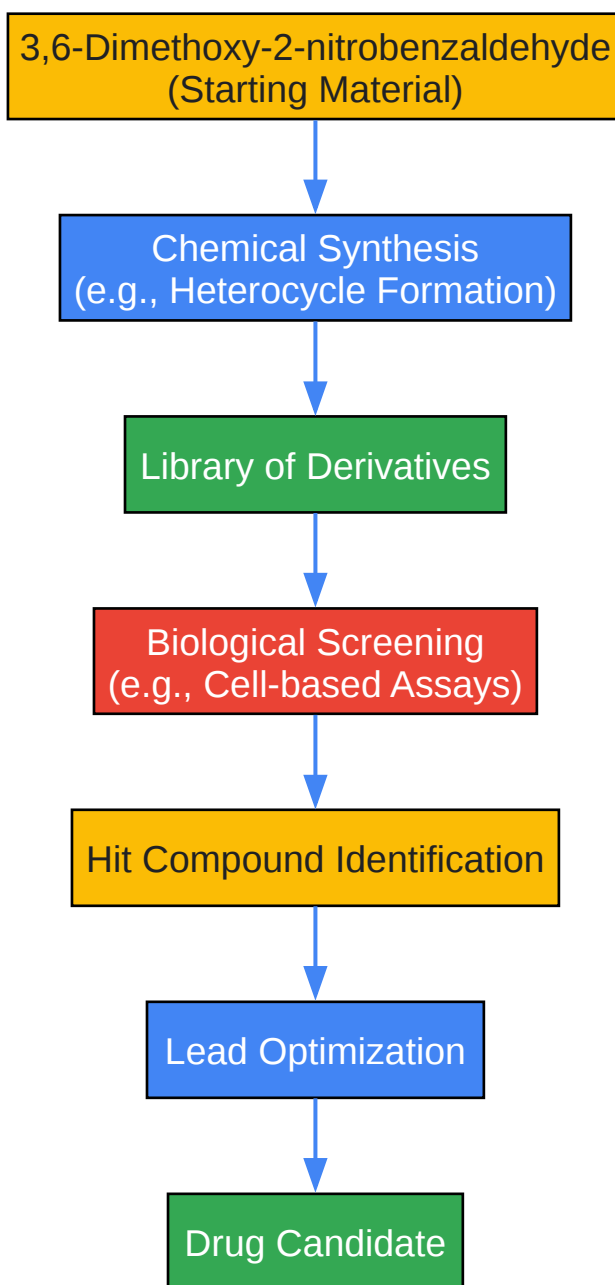 3,6-Dimethoxy-2-nitrobenzaldehyde
(Starting Material)
Chemical Synthesis
(e.g., Heterocycle Formation)
Library of Derivatives
Biological Screening
(e.g., Cell-based Assays)
Hit Compound Identification
Lead Optimization
Drug Candidate